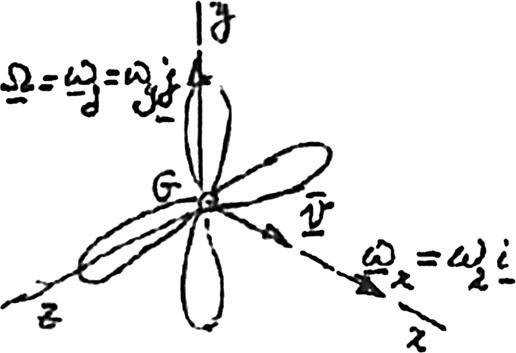 y
Ω = ω_y = ω_y j
G
v̄
ω_x = ω_x i
z
x